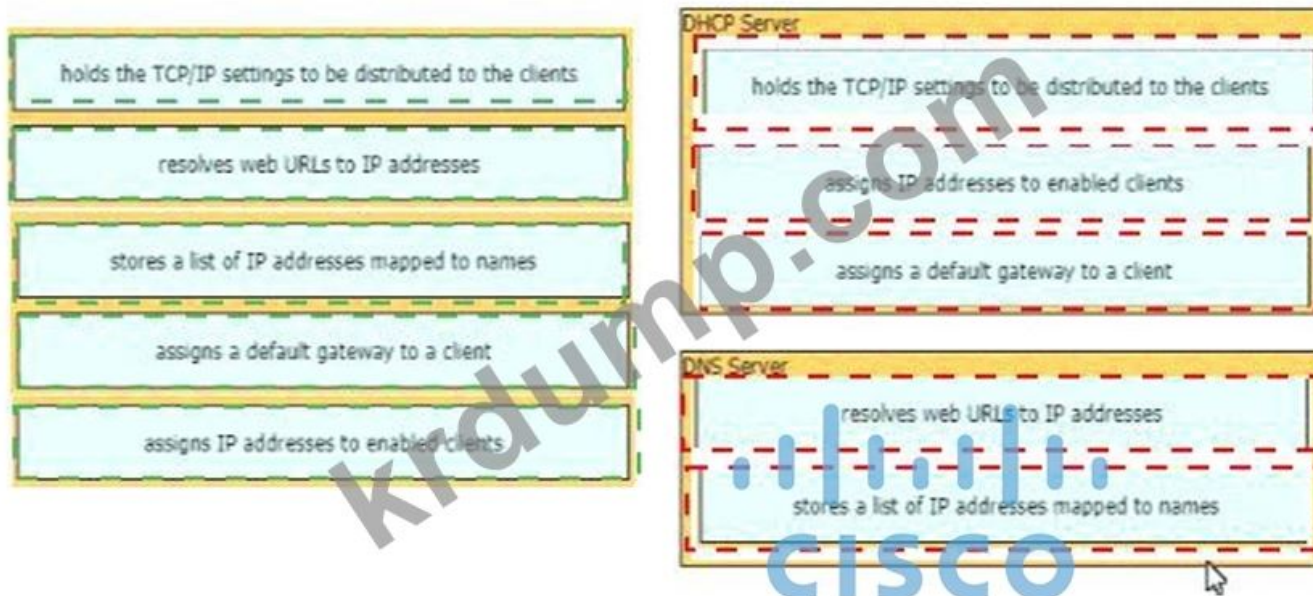 holds the TCP/IP settings to be distributed to the clients
resolves web URLs to IP addresses
stores a list of IP addresses mapped to names
assigns a default gateway to a client
assigns IP addresses to enabled clients
DHCP Server
holds the TCP/IP settings to be distributed to the clients
assigns IP addresses to enabled clients
assigns a default gateway to a client
DNS Server
resolves web URLs to IP addresses
stores a list of IP addresses mapped to names
krdump.com
cisco